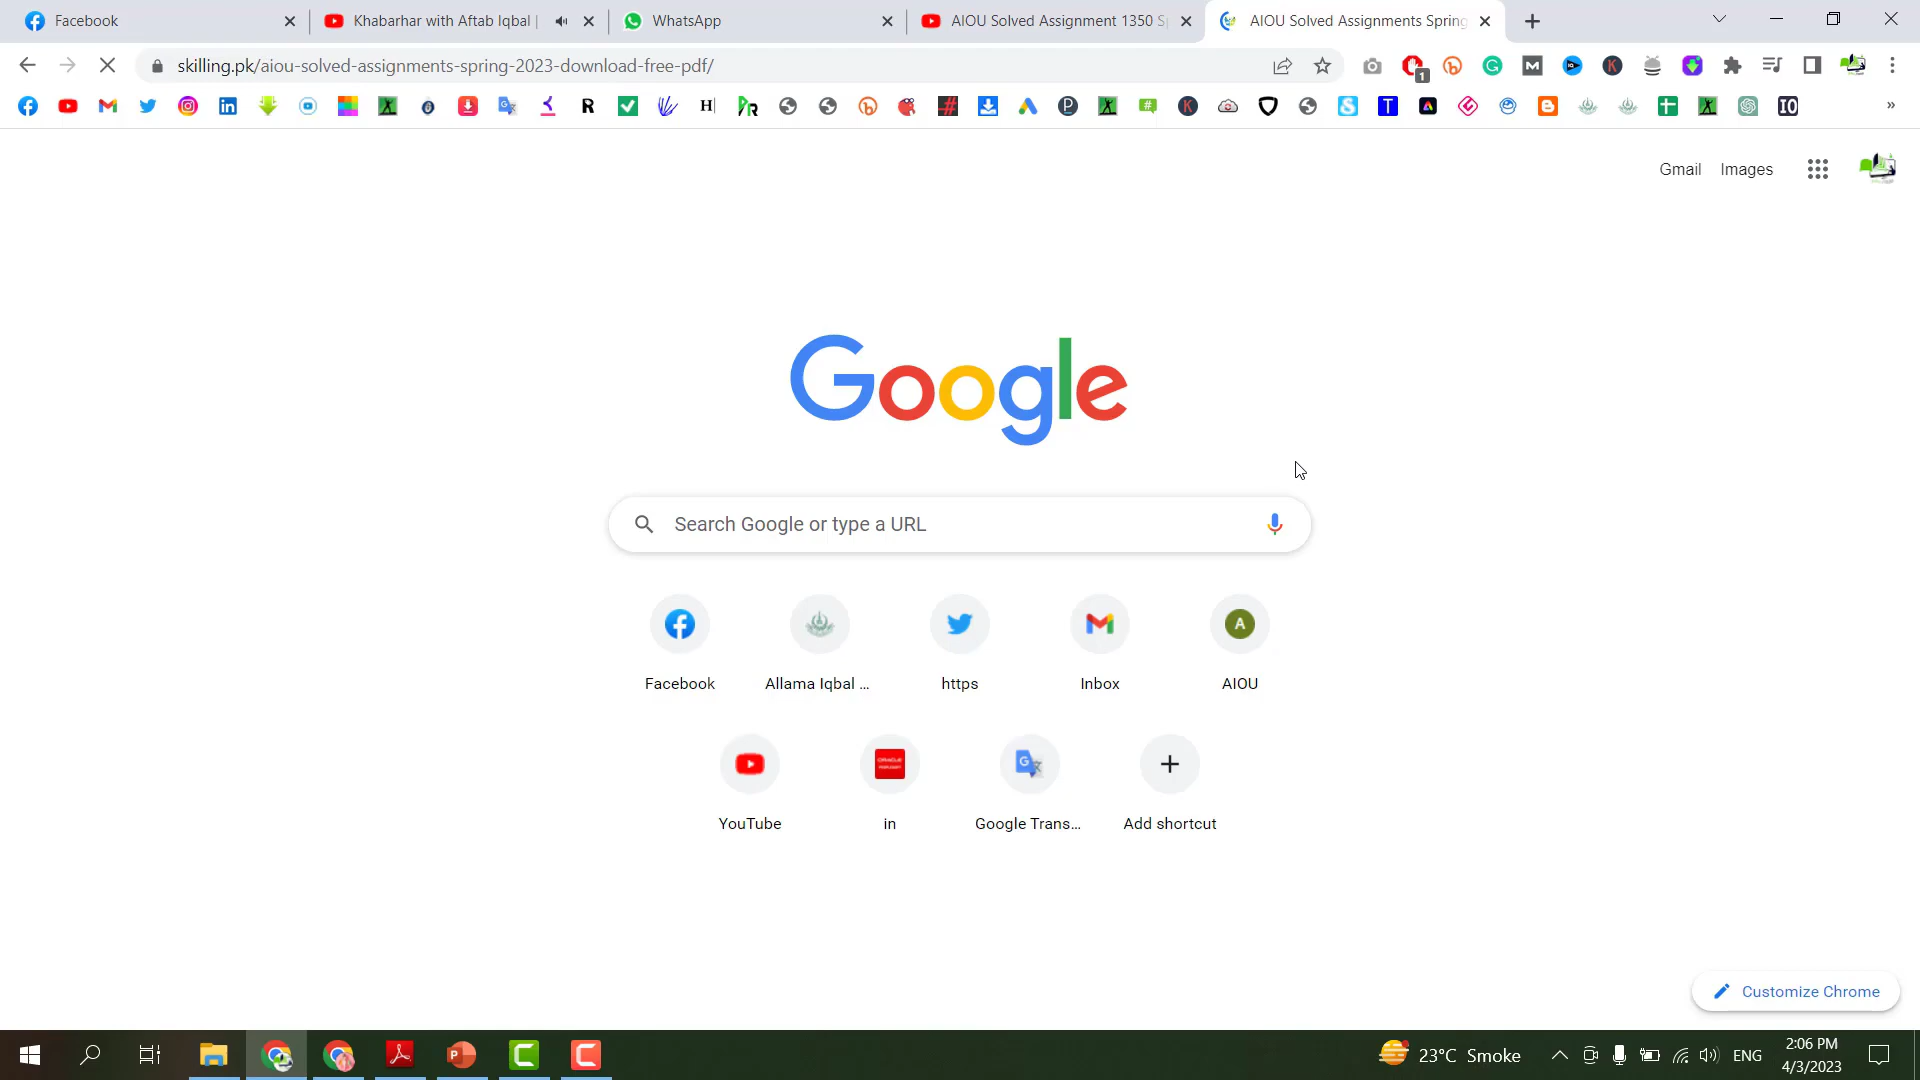 Facebook
Khabarhar with Aftab Iqbal |
WhatsApp
AIOU Solved Assignment 1350 S
AIOU Solved Assignments Spring
skilling.pk/aiou-solved-assignments-spring-2023-download-free-pdf/
1
Gmail Images
Google
Search Google or type a URL
A
Facebook
Allama Iqbal ...
https
Inbox
AIOU
YouTube
in
Google Trans...
Add shortcut
Customize Chrome
23°C Smoke
ENG
2:06 PM
4/3/2023